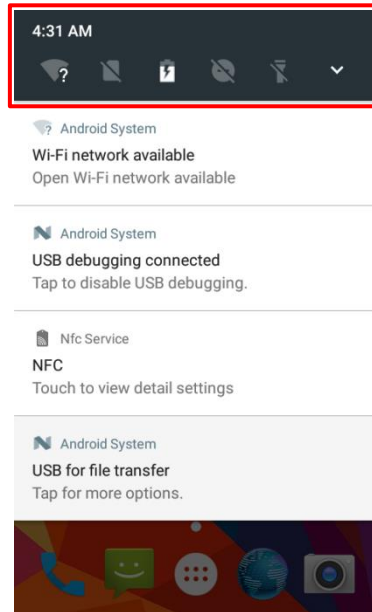 4:31 AM
Android System
Wi-Fi network available
Open Wi-Fi network available
Android System
USB debugging connected
Tap to disable USB debugging.
Nfc Service
NFC
Touch to view detail settings
Android System
USB for file transfer
Tap for more options.